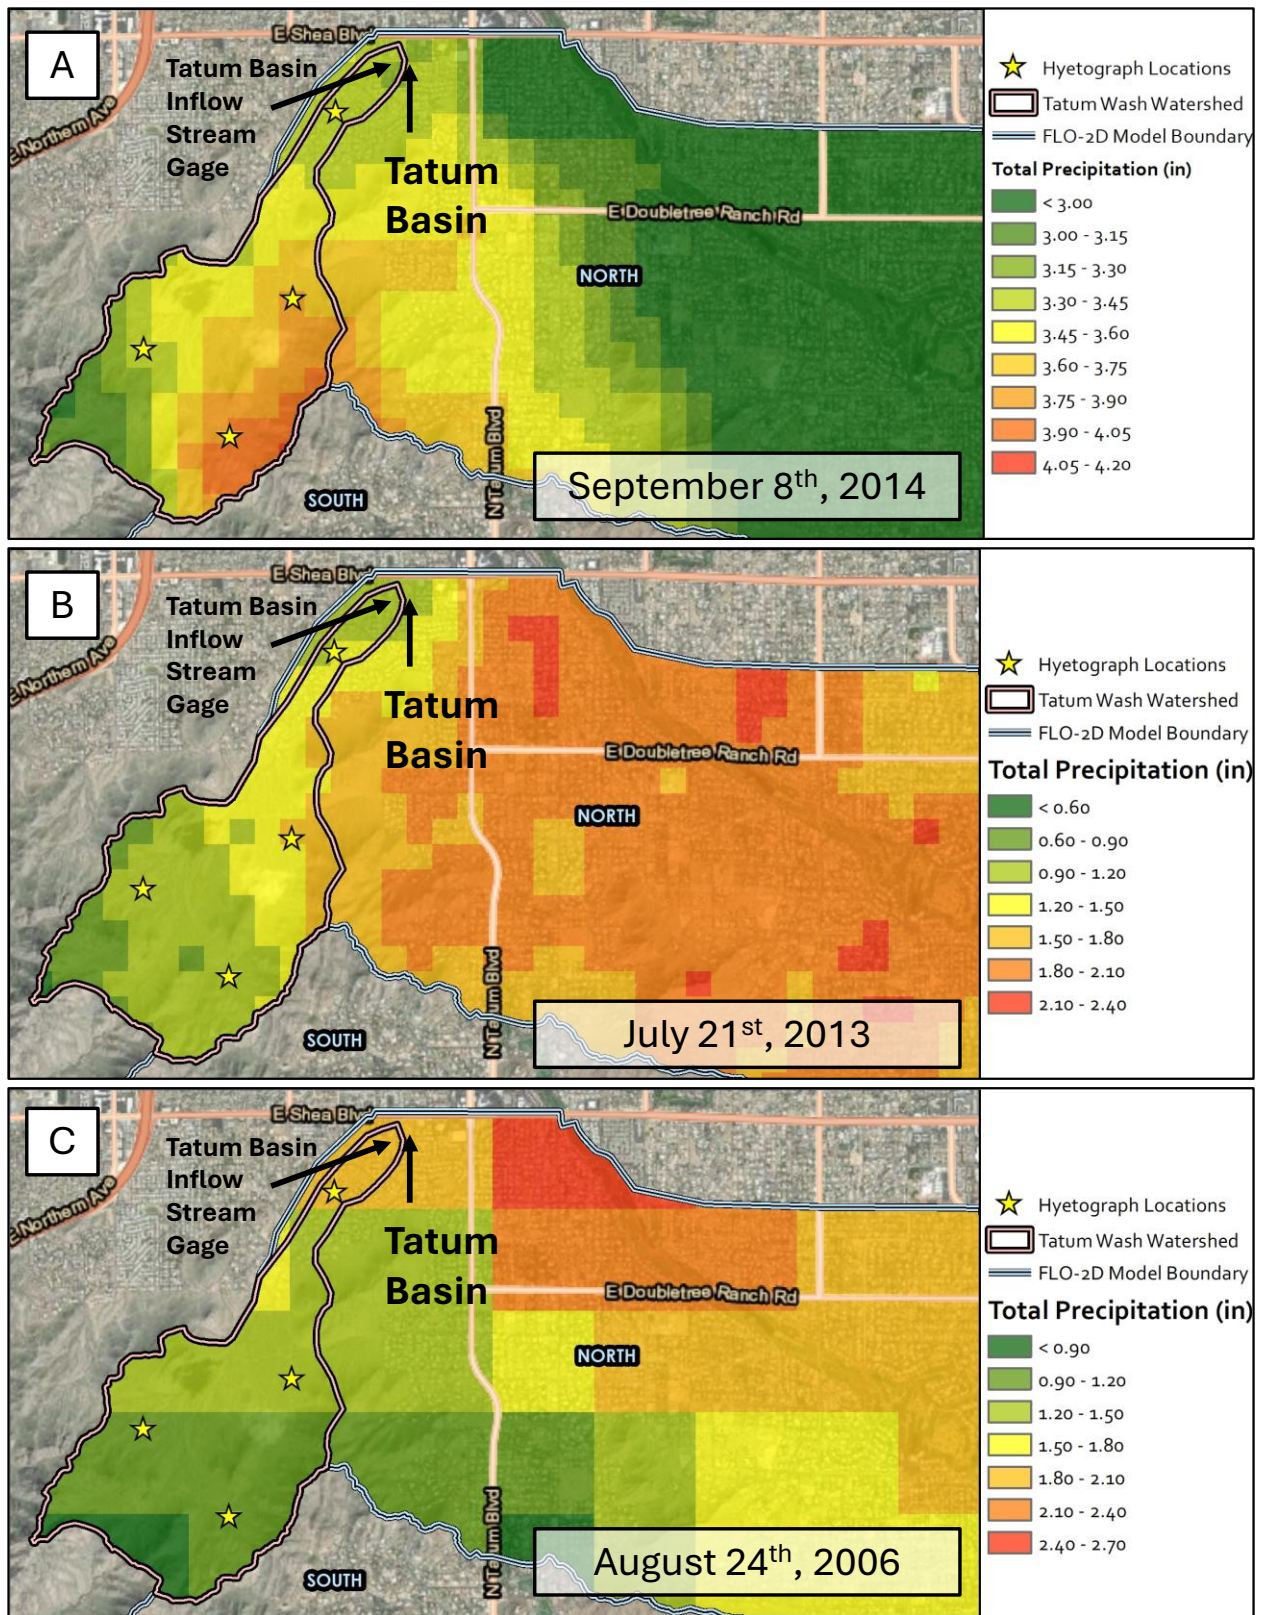 A
E Shea Blvd
Tatum Basin
Inflow
Stream
Gage
E Northern Ave
Tatum
Basin
E Doubletree Ranch Rd
NORTH
N Tatum Blvd
SOUTH
September 8th, 2014
Hyetograph Locations
Tatum Wash Watershed
FLO-2D Model Boundary
Total Precipitation (in)
< 3.00
3.00 - 3.15
3.15 - 3.30
3.30 - 3.45
3.45 - 3.60
3.60 - 3.75
3.75 - 3.90
3.90 - 4.05
4.05 - 4.20
B
E Shea Blvd
Tatum Basin
Inflow
Stream
Gage
E Northern Ave
Tatum
Basin
E Doubletree Ranch Rd
NORTH
N Tatum Blvd
SOUTH
July 21st, 2013
Hyetograph Locations
Tatum Wash Watershed
FLO-2D Model Boundary
Total Precipitation (in)
< 0.60
0.60 - 0.90
0.90 - 1.20
1.20 - 1.50
1.50 - 1.80
1.80 - 2.10
2.10 - 2.40
C
E Shea Blvd
Tatum Basin
Inflow
Stream
Gage
E Northern Ave
Tatum
Basin
E Doubletree Ranch Rd
NORTH
N Tatum Blvd
SOUTH
August 24th, 2006
Hyetograph Locations
Tatum Wash Watershed
FLO-2D Model Boundary
Total Precipitation (in)
< 0.90
0.90 - 1.20
1.20 - 1.50
1.50 - 1.80
1.80 - 2.10
2.10 - 2.40
2.40 - 2.70